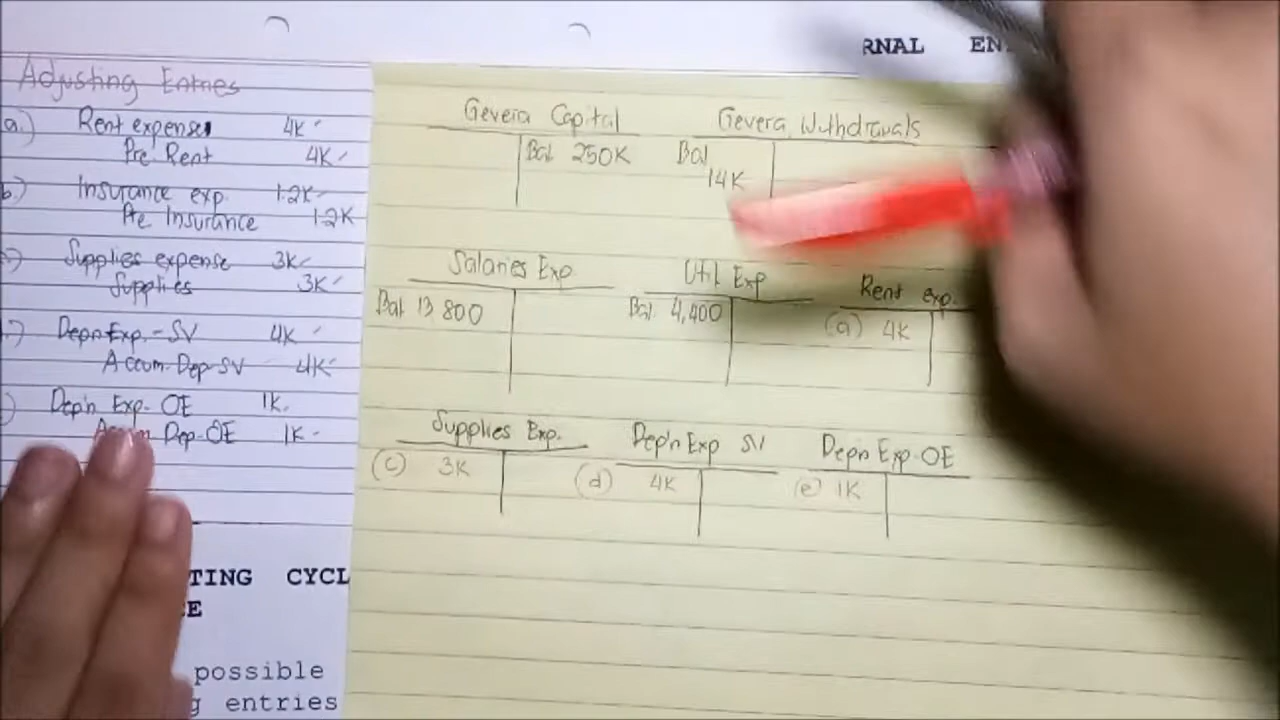 RNAL
Adjusting Entries
a.) Rent expense 4K
Pre Rent 4K
b.) Insurance exp. 1.2K
Pre Insurance 1.2K
) Supplies expense 3K
Supplies 3K
.) Depn Exp.-SV 4K
Accum. Dep SV 4K
) Dep'n Exp. OE 1K.
Dep-OE 1K
TING CYCL
E
possible
g entries
Gevera Capital
Bal 250K
Gevera Withdrawals
Bal
14K
Salaries Exp
Bal 13 800
Util Exp
Bal. 4,400
Rent exp.
(a) 4K
Supplies Exp.
(c) 3K
Dep'n Exp SV
(d) 4K
Dep'n Exp-OE
(e) 1K